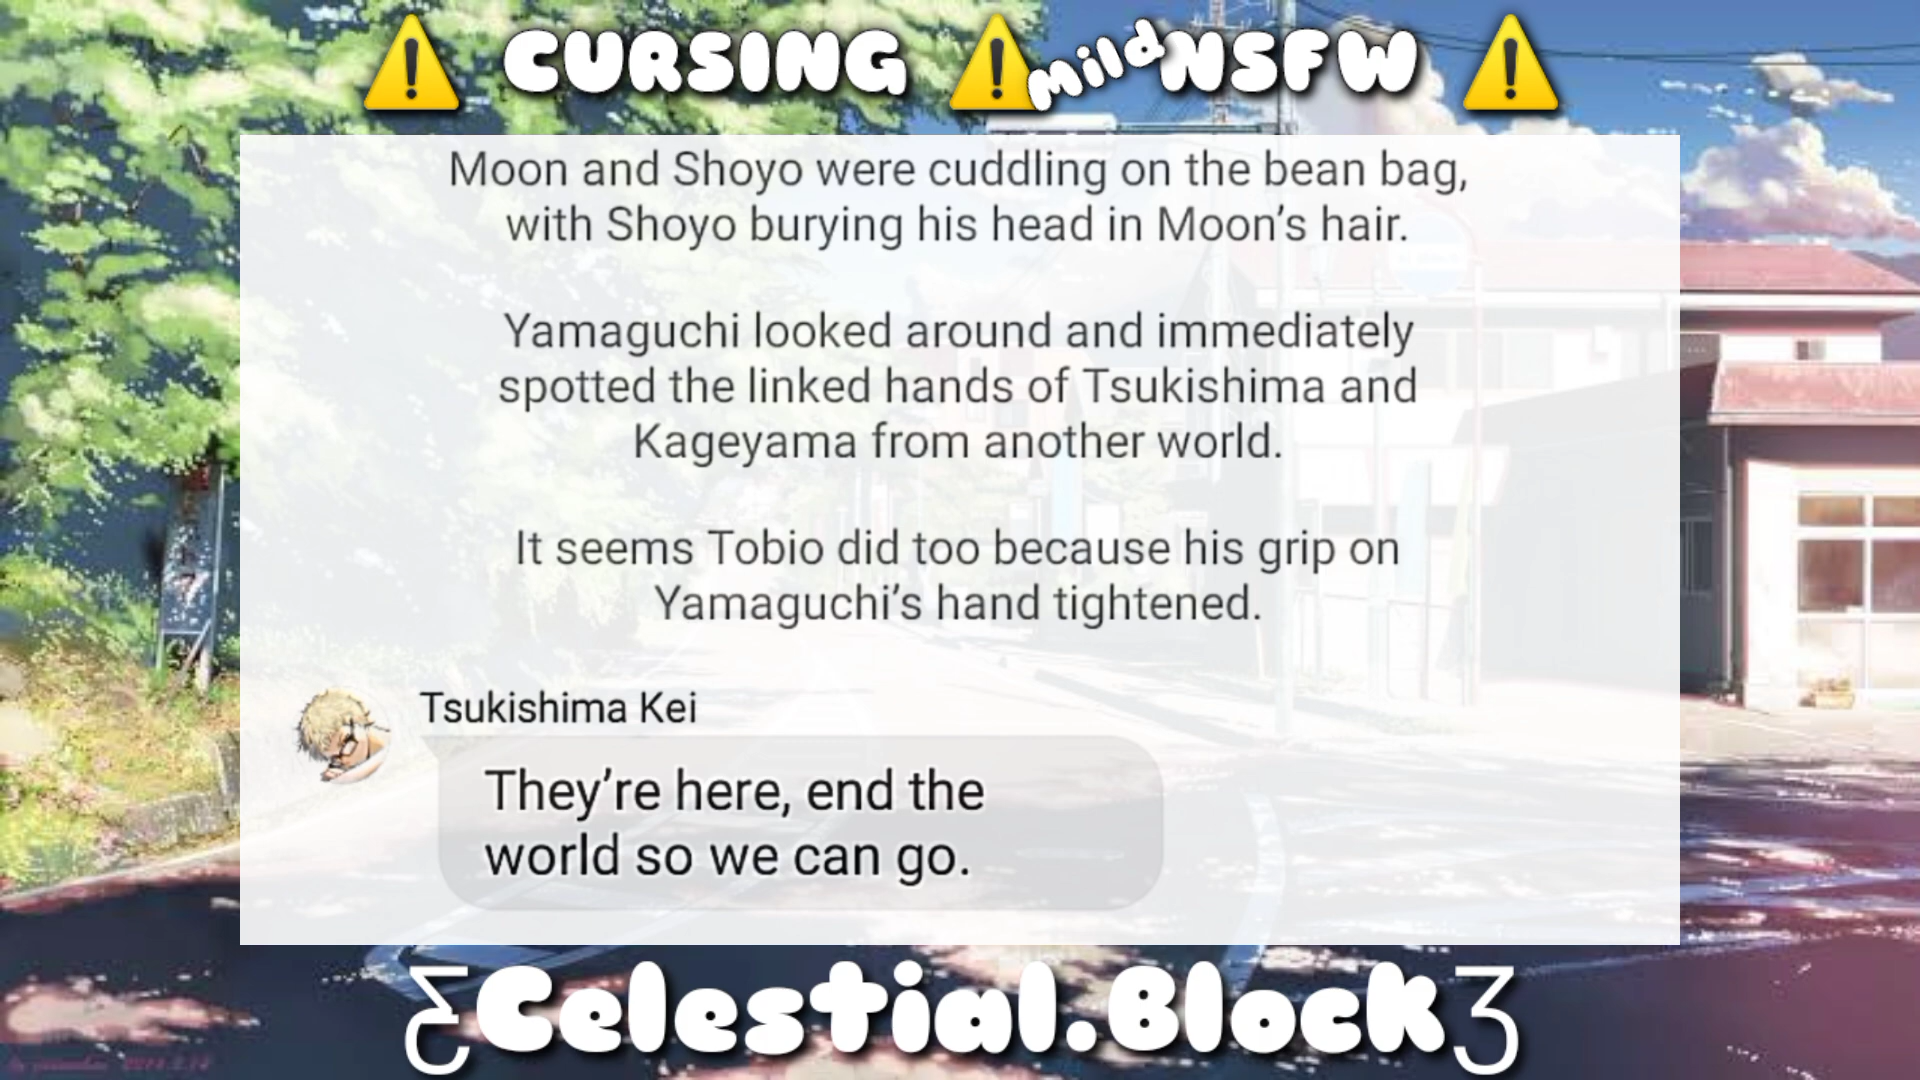 ⚠️ CURSING ⚠️ Mild NSFW ⚠️
Moon and Shoyo were cuddling on the bean bag,
with Shoyo burying his head in Moon’s hair.
Yamaguchi looked around and immediately
spotted the linked hands of Tsukishima and
Kageyama from another world.
It seems Tobio did too because his grip on
Yamaguchi’s hand tightened.
Tsukishima Kei
They’re here, end the
world so we can go.
ƸCelestial.BlockƷ